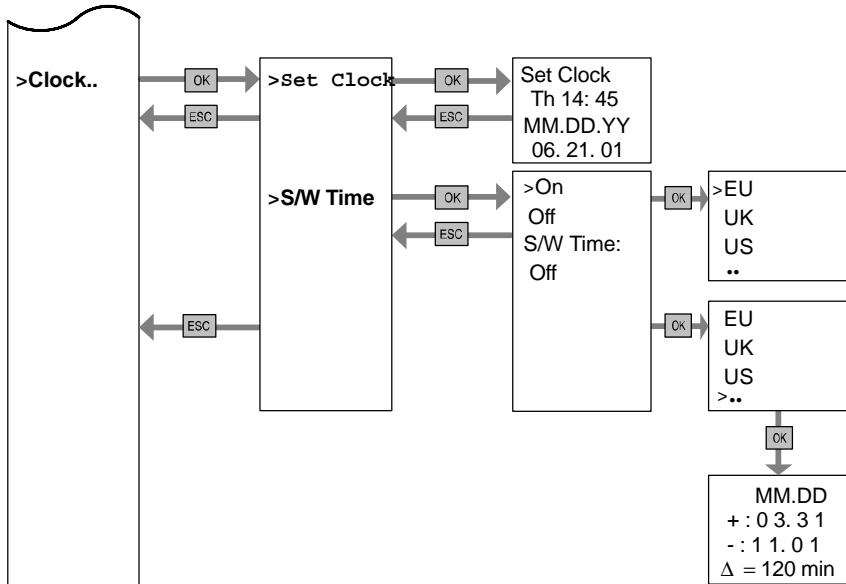 >Clock..
OK
ESC
ESC
>Set Clock
>S/W Time
OK
ESC
OK
ESC
Set Clock
Th 14: 45
MM.DD.YY
06. 21. 01
>On
Off
S/W Time:
Off
OK
OK
>EU
UK
US
..
EU
UK
US
>..
OK
MM.DD
+ : 0 3. 3 1
- : 1 1. 0 1
Δ = 120 min